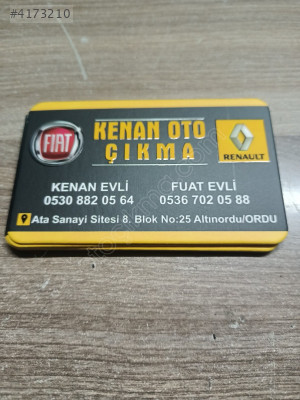 #4173210
KENAN OTO
ÇIKMA
FIAT
RENAULT
KENAN EVLİ
0530 882 05 64
FUAT EVLİ
0536 702 05 88
Ata Sanayi Sitesi 8. Blok No:25 Altınordu/ORDU